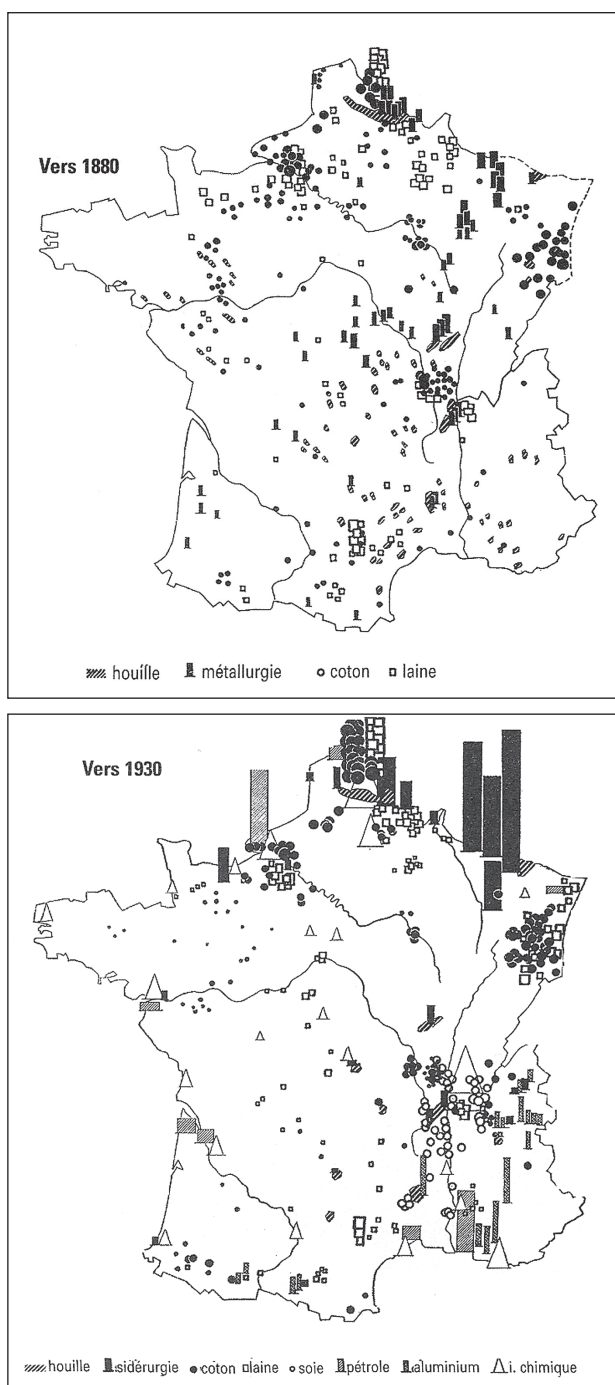 Vers 1880
houille métallurgie coton laine
Vers 1930
houille sidérurgie coton laine soie pétrole aluminium i. chimique